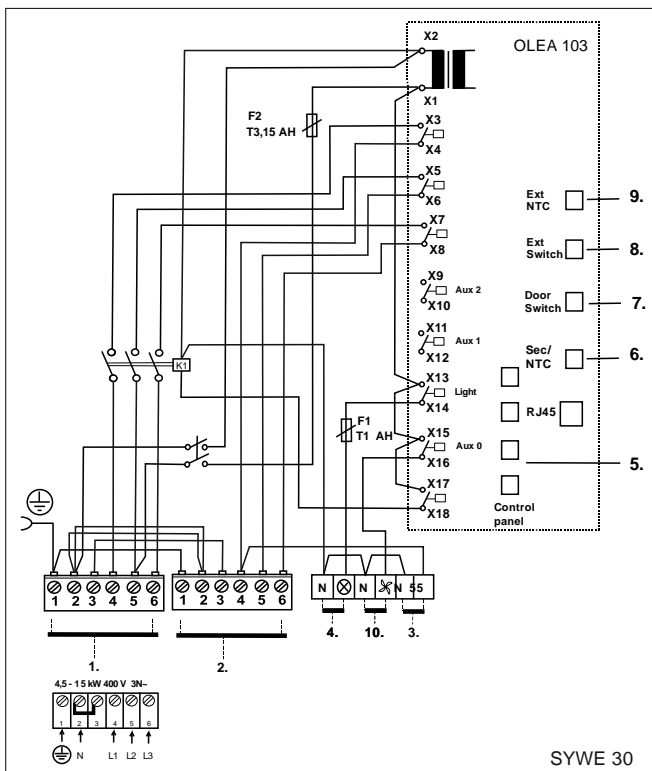 X2
OLEA 103
X1
F2
T3,15 AH
X3
X4
X5
X6
X7
X8
X9
Aux 2
X10
X11
Aux 1
X12
X13
Light
X14
F1
T1 AH
X15
Aux 0
X16
X17
X18
Ext
NTC
9.
Ext
Switch
8.
Door
Switch
7.
Sec/
NTC
6.
RJ45
5.
Control
panel
K1
1 2 3 4 5 6
1 2 3 4 5 6
N N N 55
4. 10. 3.
1.
2.
4,5 - 15 kW 400 V 3N~
1 2 3 4 5 6
N L1 L2 L3
SYWE 30